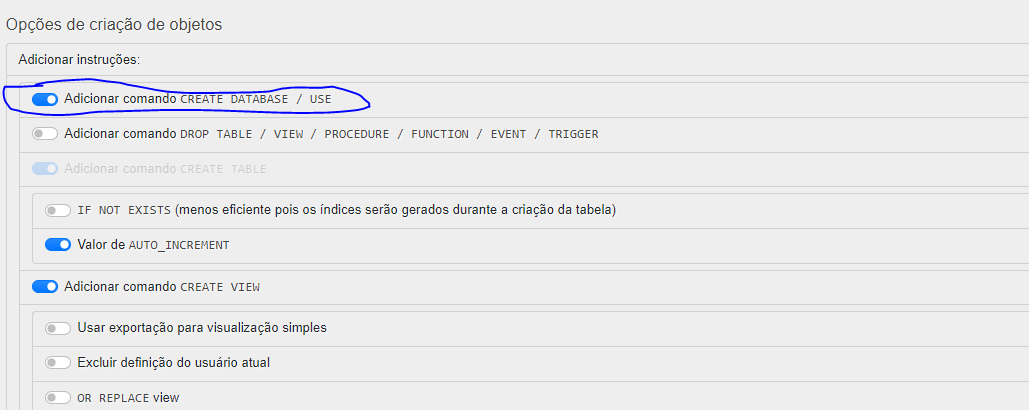 Opções de criação de objetos
Adicionar instruções:
Adicionar comando CREATE DATABASE / USE
Adicionar comando DROP TABLE / VIEW / PROCEDURE / FUNCTION / EVENT / TRIGGER
Adicionar comando CREATE TABLE
IF NOT EXISTS (menos eficiente pois os índices serão gerados durante a criação da tabela)
Valor de AUTO_INCREMENT
Adicionar comando CREATE VIEW
Usar exportação para visualização simples
Excluir definição do usuário atual
OR REPLACE view